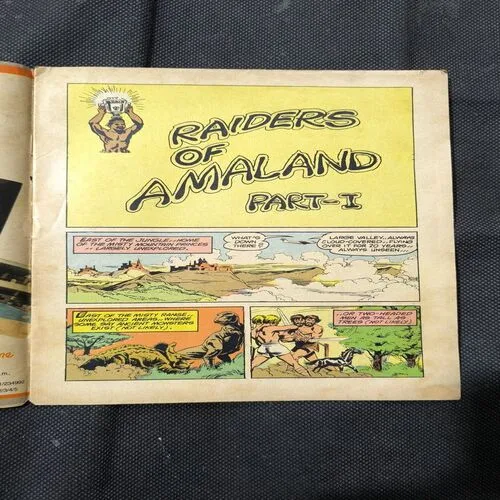 RAIDERS
OF
AMALAND
PART-I
EAST OF THE JUNGLE...HOME
OF THE MISTY MOUNTAIN PRINCES
-- LARGELY UNEXPLORED.
WHAT'S
DOWN
THERE?
LARGE VALLEY...ALWAYS
CLOUD-COVERED...FLYING
OVER IT FOR 20 YEARS--
ALWAYS UNSEEN...
EAST OF THE MISTY RANGE...
UNEXPLORED AREAS...WHERE
SOME SAY ANCIENT MONSTERS
EXIST (NOT LIKELY)...
...OR TWO-HEADED
MEN AS TALL AS
TREES (NOT LIKELY).